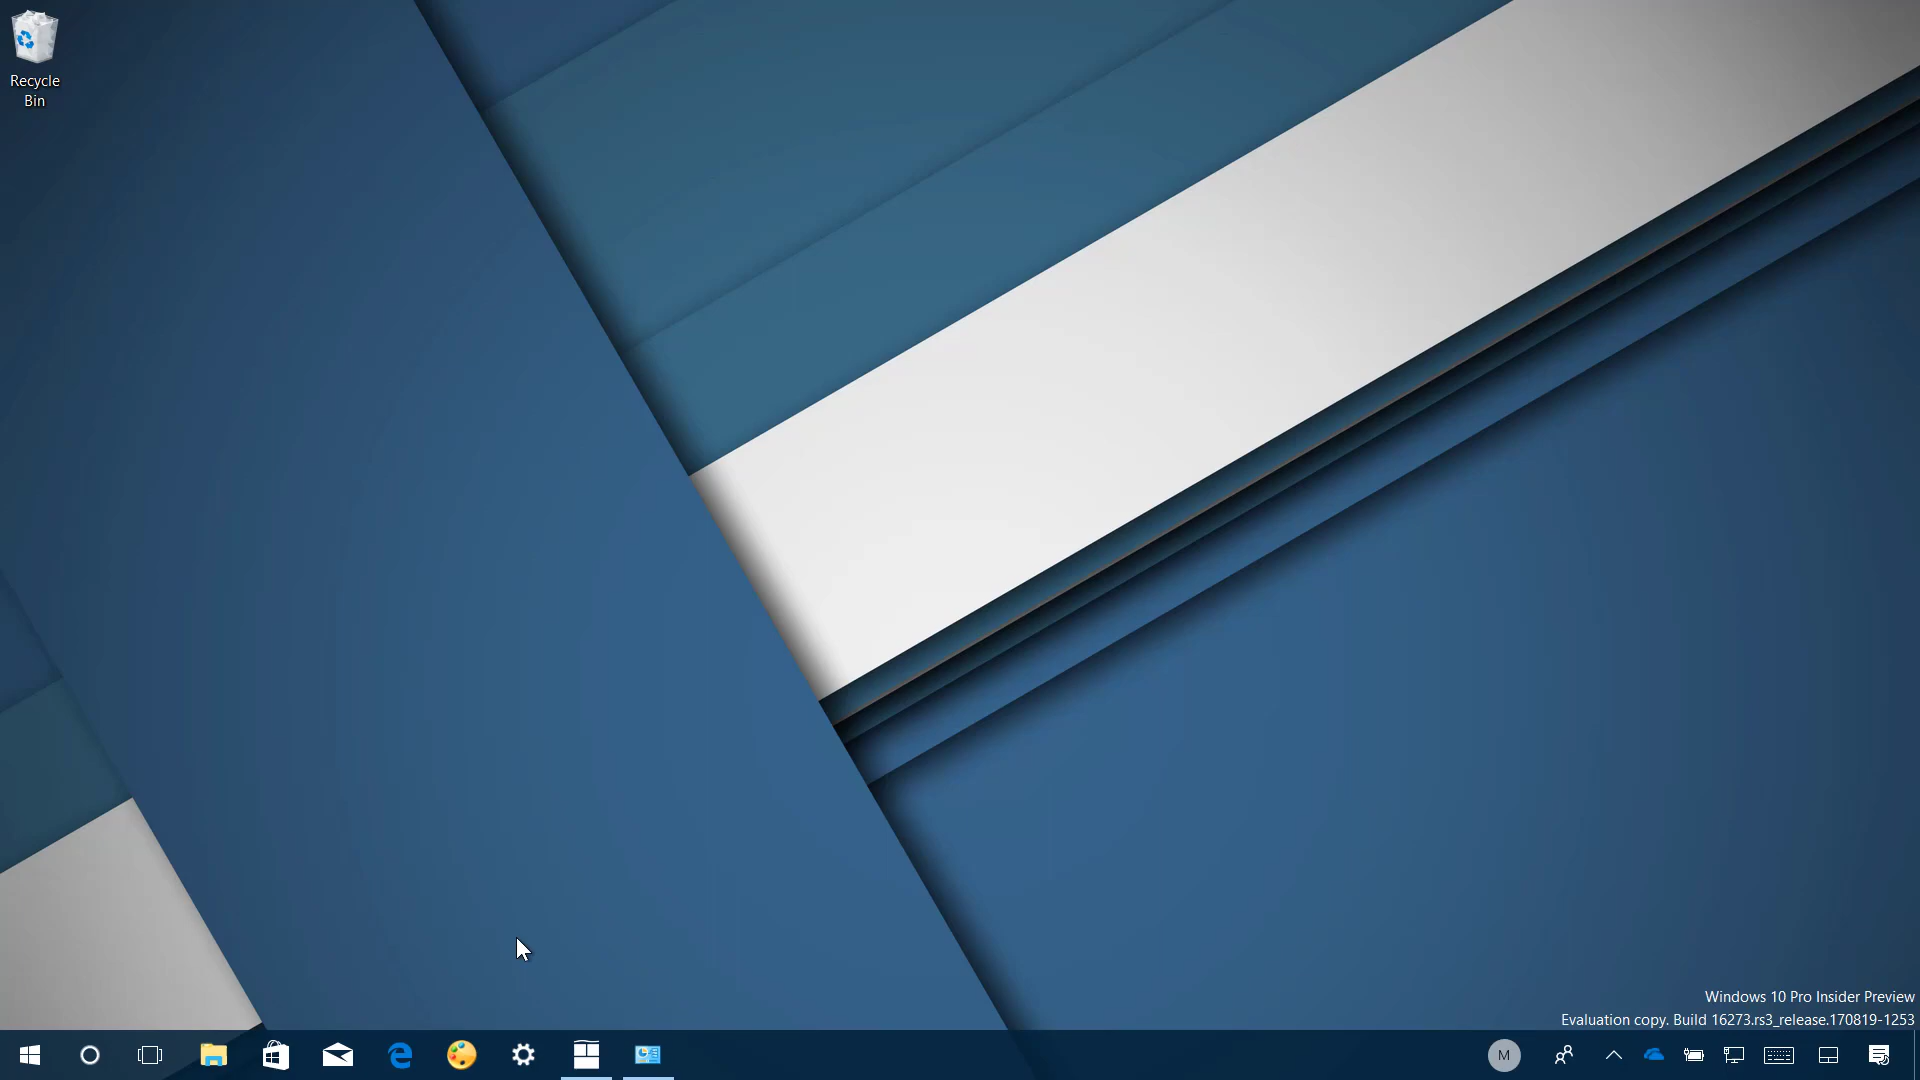 Recycle
Bin
Windows 10 Pro Insider Preview
Evaluation copy. Build 16273.rs3_release.170819-1253
M